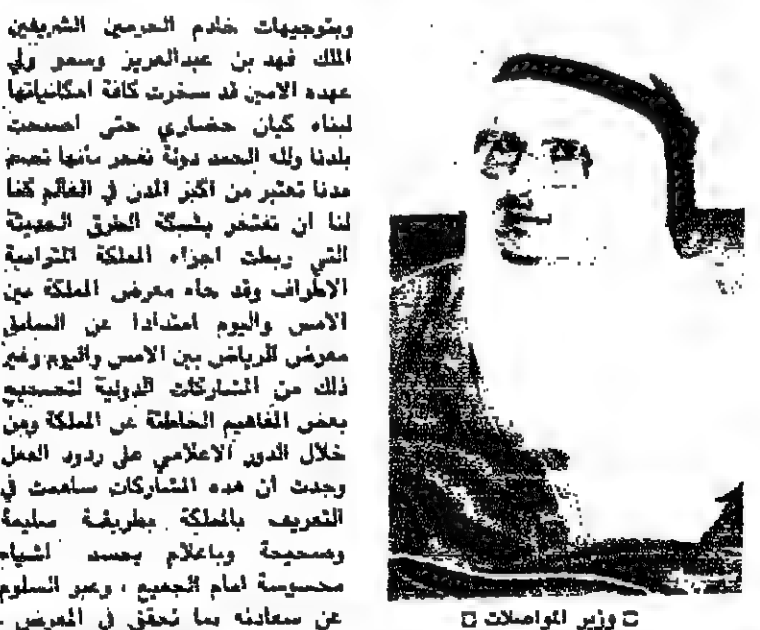 وبتوجيهات خادم الحرمين الشريفين
الملك فهد بن عبدالعزيز وسمو ولي
عهده الامين قد سخرت كافة امكانياتها
لبناء كيان حضاري حتى اصبحت
بلدنا ولله الحمد دولة نفخر بأنها تضم
مدنا تعتبر من اكبر المدن في العالم كما
لنا ان نفتخر بشبكة الطرق الحديثة
التي ربطت اجزاء المملكة المترامية
الاطراف وقد جاء معرض المملكة بين
الامس واليوم امتدادا عن السابق
معرض الرياض بين الامس واليوم وغير
ذلك من المشاركات الدولية لتصحيح
بعض المفاهيم الخاطئة عن المملكة ومن
خلال الدور الاعلامي على ردود الفعل
وجدت ان هذه المشاركات ساهمت في
التعريف بالمملكة بطريقة سليمة
وصحيحة وباعلام يجسد اشياء
محسوسة امام الجميع ، وعبر السلوم
عن سعادته بما تحقق في المعرض .
□ وزير المواصلات □